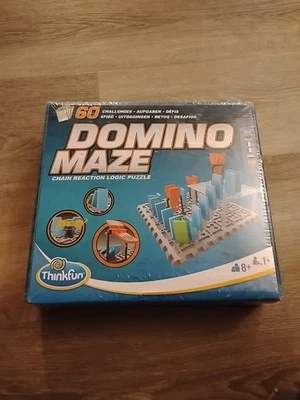 60 CHALLENGES • AUFGABEN • DÉFIS
SFIDE • UITDAGINGEN • RETOS • DESAFIOS
DOMINO
MAZE
CHAIN REACTION LOGIC PUZZLE
ThinkFun
8+ 1+